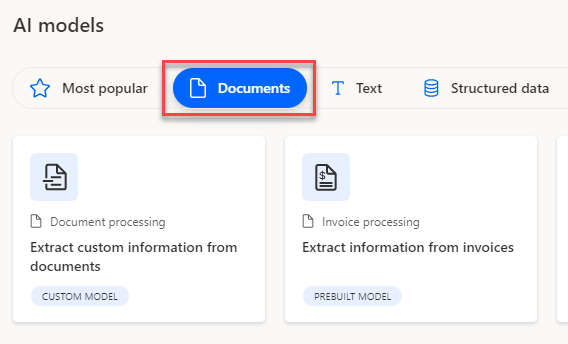 AI models
Most popular
Documents
Text
Structured data
Document processing
Extract custom information from
documents
CUSTOM MODEL
Invoice processing
Extract information from invoices
PREBUILT MODEL